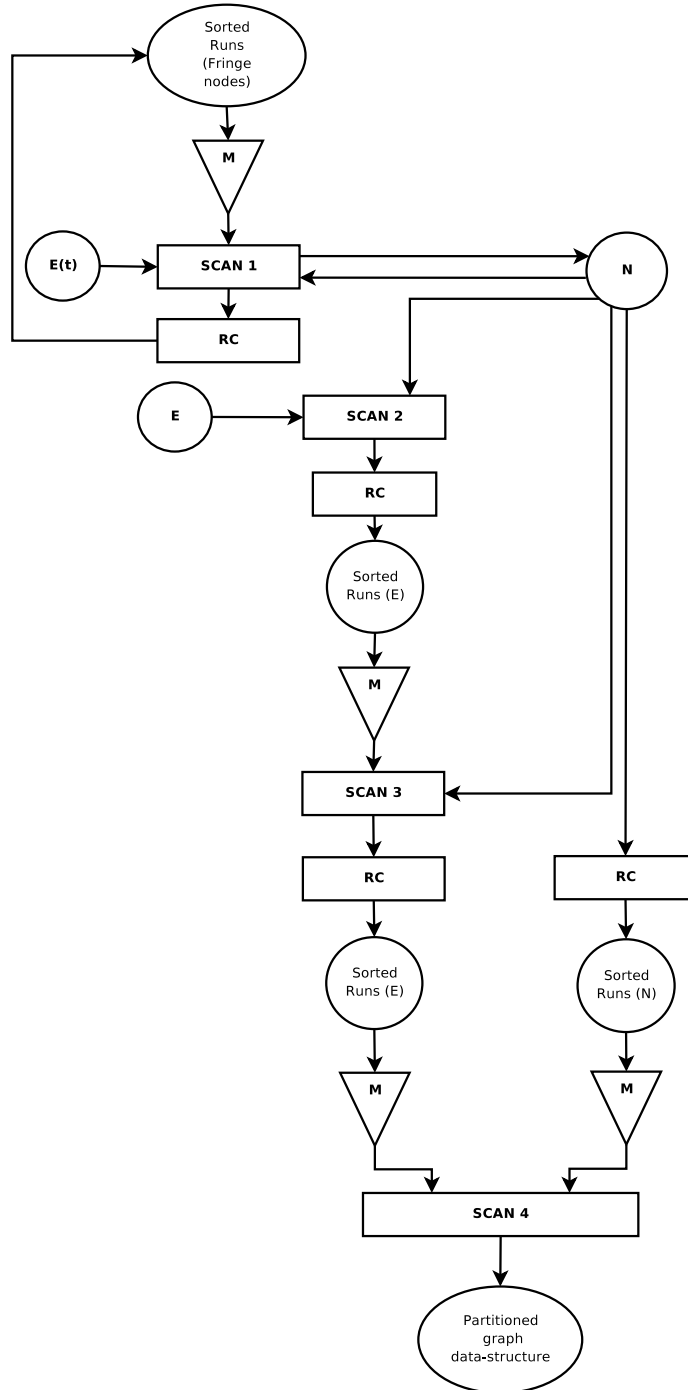 Sorted
Runs
(Fringe
nodes)
M
E(t)
SCAN 1
N
RC
E
SCAN 2
RC
Sorted
Runs (E)
M
SCAN 3
RC
RC
Sorted
Runs (E)
Sorted
Runs (N)
M
M
SCAN 4
Partitioned
graph
data-structure